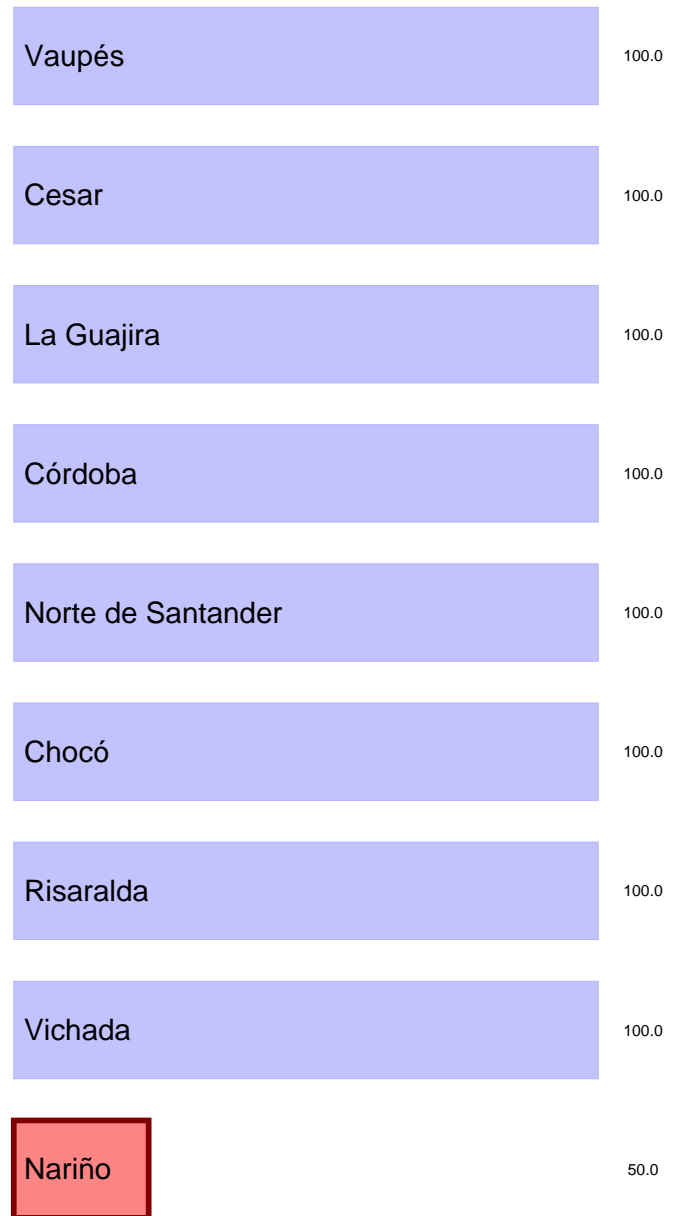 Vaupés 100.0
Cesar 100.0
La Guajira 100.0
Córdoba 100.0
Norte de Santander 100.0
Chocó 100.0
Risaralda 100.0
Vichada 100.0
Nariño 50.0